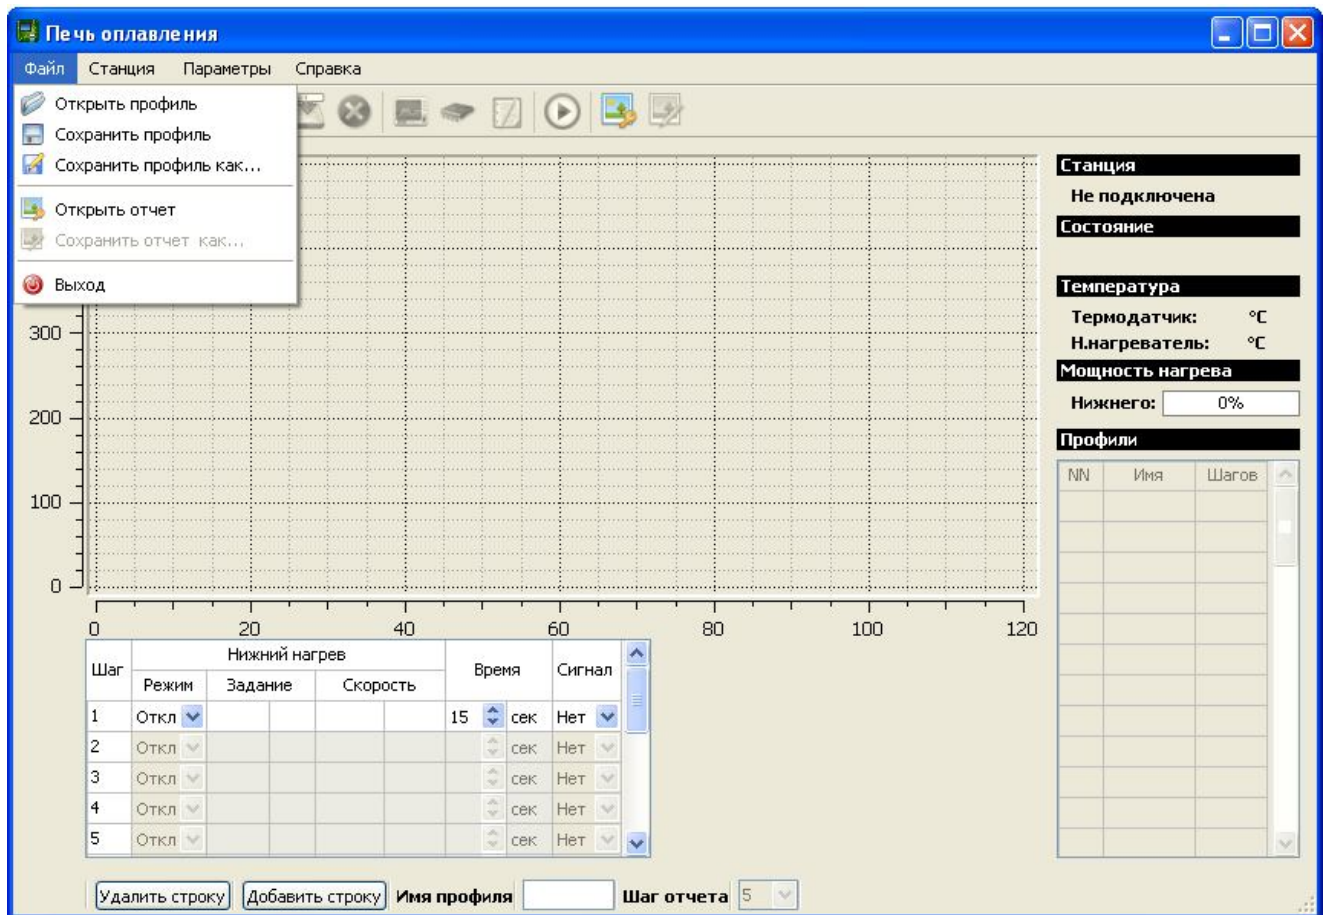 Печь оплавления
Файл Станция Параметры Справка
Открыть профиль
Сохранить профиль
Сохранить профиль как...
Открыть отчет
Сохранить отчет как...
Выход
300
200
100
0
0 20 40 60 80 100 120
Станция
Не подключена
Состояние
Температура
Термодатчик: °C
Н.нагреватель: °C
Мощность нагрева
Нижнего: 0%
Профили
NN Имя Шагов
Шаг Нижний нагрев Время Сигнал
Режим Задание Скорость
1 Откл 15 сек Нет
2 Откл сек Нет
3 Откл сек Нет
4 Откл сек Нет
5 Откл сек Нет
Удалить строку Добавить строку Имя профиля Шаг отчета 5